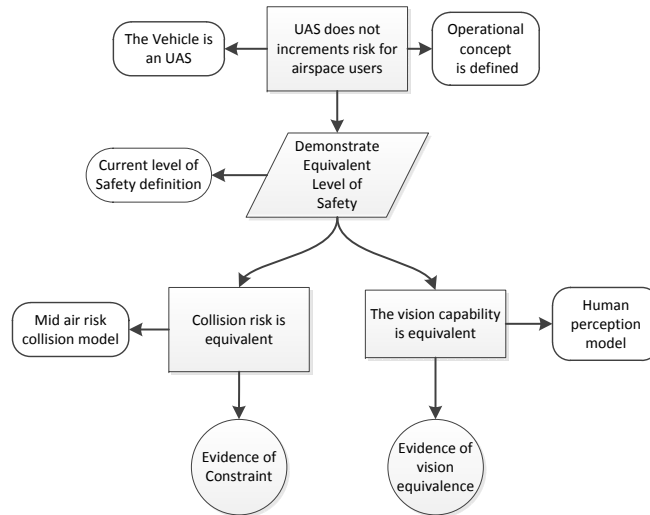 The Vehicle is
an UAS
UAS does not
increments risk for
airspace users
Operational
concept
is defined
Demonstrate
Equivalent
Level of
Safety
Current level of
Safety definition
Mid air risk
collision model
Collision risk is
equivalent
The vision capability
is equivalent
Human
perception
model
Evidence of
Constraint
Evidence of
vision
equivalence